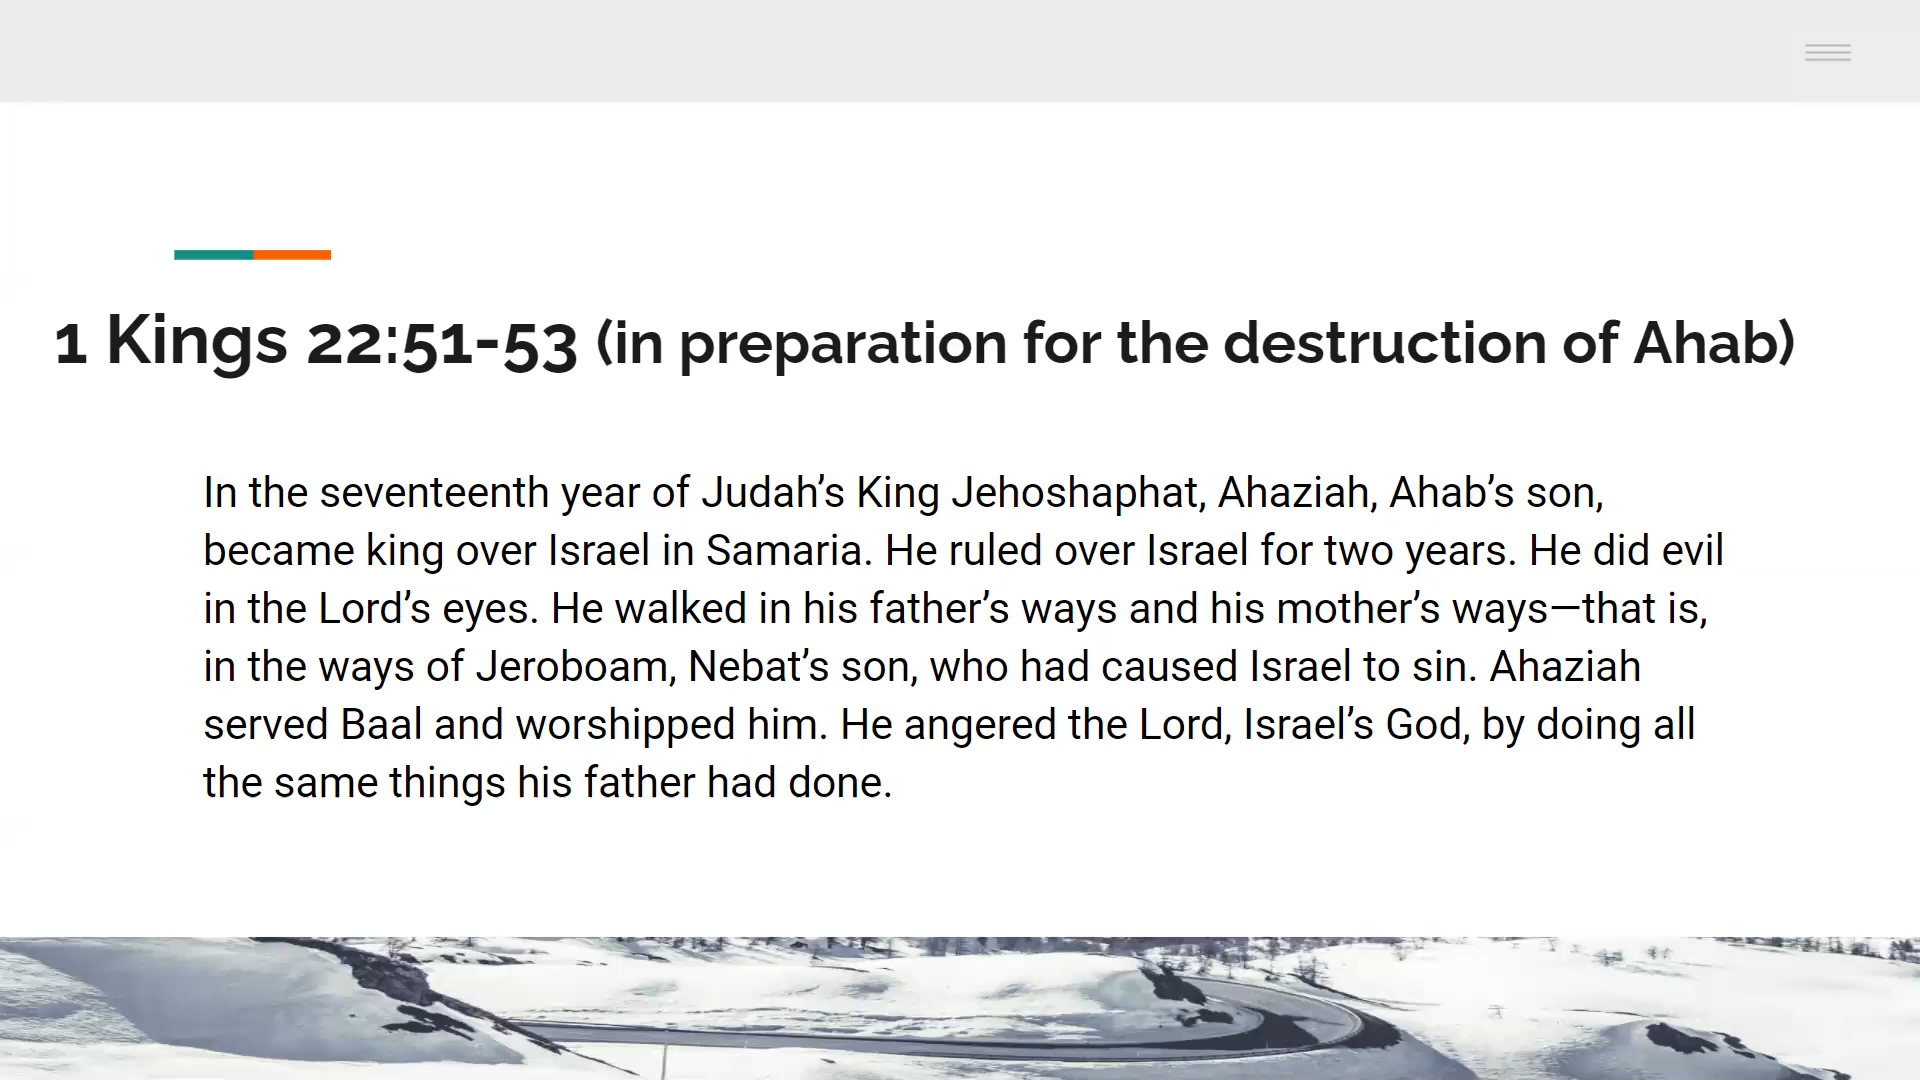 1 Kings 22:51-53 (in preparation for the destruction of Ahab)
In the seventeenth year of Judah’s King Jehoshaphat, Ahaziah, Ahab’s son,
became king over Israel in Samaria. He ruled over Israel for two years. He did evil
in the Lord’s eyes. He walked in his father’s ways and his mother’s ways—that is,
in the ways of Jeroboam, Nebat’s son, who had caused Israel to sin. Ahaziah
served Baal and worshipped him. He angered the Lord, Israel’s God, by doing all
the same things his father had done.